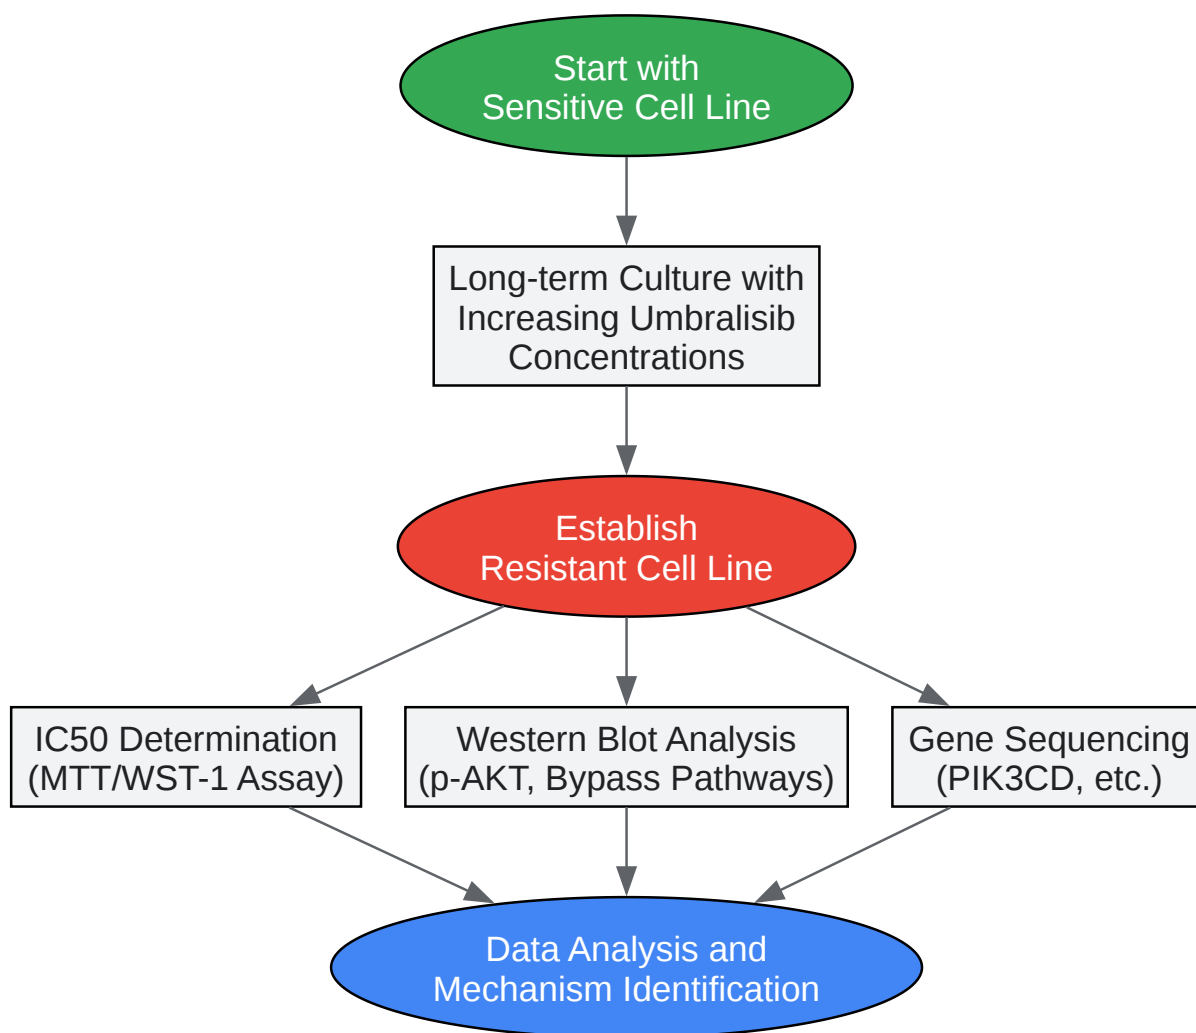 Start with
Sensitive Cell Line
Long-term Culture with
Increasing Umbralisib
Concentrations
Establish
Resistant Cell Line
IC50 Determination
(MTT/WST-1 Assay)
Western Blot Analysis
(p-AKT, Bypass Pathways)
Gene Sequencing
(PIK3CD, etc.)
Data Analysis and
Mechanism Identification